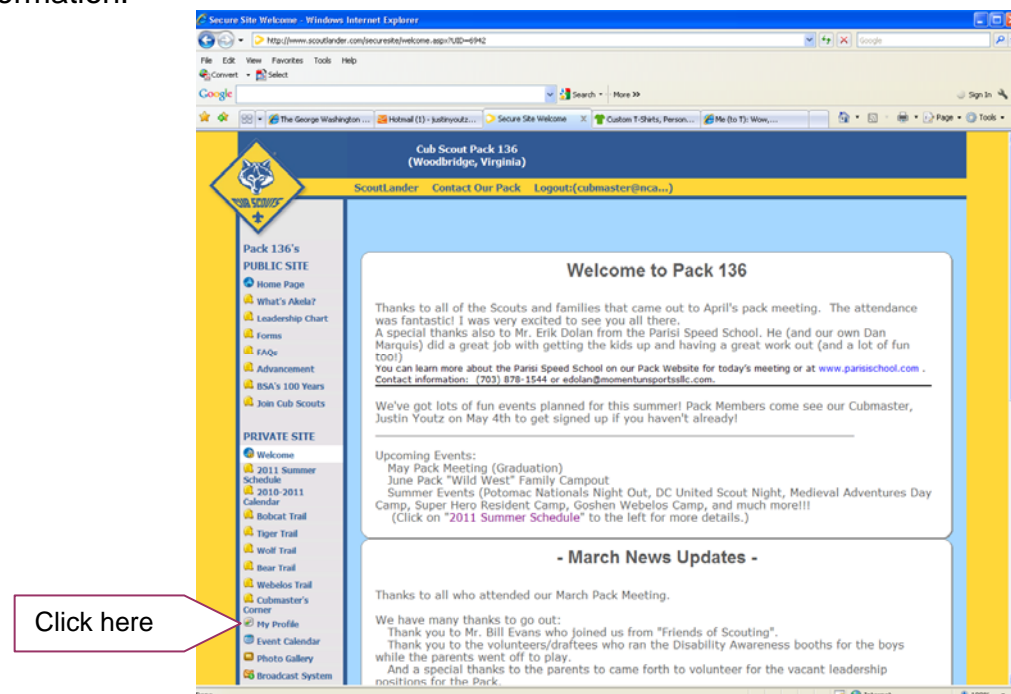 ormation.
Secure Site Welcome - Windows Internet Explorer
http://www.scoutlander.com/securesite/welcome.aspx?UID=6942
Google
File Edit View Favorites Tools Help
Convert Select
Google Search More >> Sign In
The George Washington ... Hotmail (1) - justinyoutz... Secure Site Welcome X Custom T-Shirts, Person... Me (to T): Wow,... Page Tools
Cub Scout Pack 136
(Woodbridge, Virginia)
ScoutLander Contact Our Pack Logout:(cubmaster@nca...)
CUB SCOUTS
Pack 136's
PUBLIC SITE
Home Page
What's Akela?
Leadership Chart
Forms
FAQs
Advancement
BSA's 100 Years
Join Cub Scouts
PRIVATE SITE
Welcome
2011 Summer
Schedule
2010-2011
Calendar
Bobcat Trail
Tiger Trail
Wolf Trail
Bear Trail
Webelos Trail
Cubmaster's
Corner
My Profile
Event Calendar
Photo Gallery
Broadcast System
Click here
Welcome to Pack 136
Thanks to all of the Scouts and families that came out to April's pack meeting. The attendance
was fantastic! I was very excited to see you all there.
A special thanks also to Mr. Erik Dolan from the Parisi Speed School. He (and our own Dan
Marquis) did a great job with getting the kids up and having a great work out (and a lot of fun
too!)
You can learn more about the Parisi Speed School on our Pack Website for today's meeting or at www.parisischool.com .
Contact information: (703) 878-1544 or edolan@momentunsportsllc.com.
We've got lots of fun events planned for this summer! Pack Members come see our Cubmaster,
Justin Youtz on May 4th to get signed up if you haven't already!
Upcoming Events:
May Pack Meeting (Graduation)
June Pack "Wild West" Family Campout
Summer Events (Potomac Nationals Night Out, DC United Scout Night, Medieval Adventures Day
Camp, Super Hero Resident Camp, Goshen Webelos Camp, and much more!!!
(Click on "2011 Summer Schedule" to the left for more details.)
- March News Updates -
Thanks to all who attended our March Pack Meeting.
We have many thanks to go out:
Thank you to Mr. Bill Evans who joined us from "Friends of Scouting".
Thank you to the volunteers/draftees who ran the Disability Awareness booths for the boys
while the parents went off to play.
And a special thanks to the parents to came forth to volunteer for the vacant leadership
positions for the Pack.